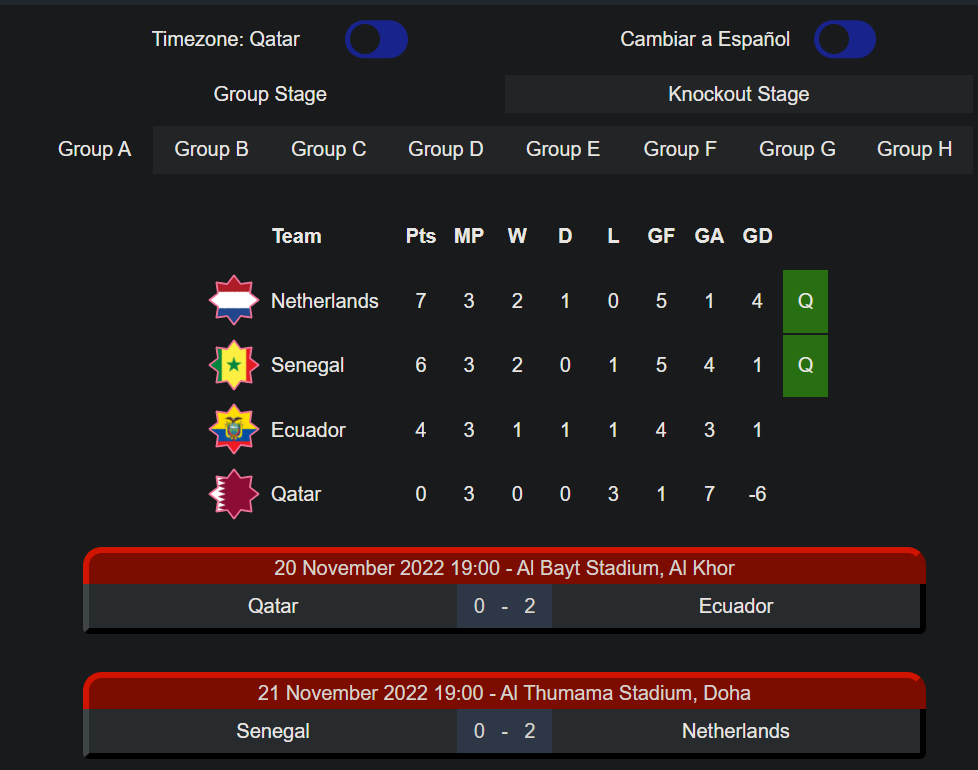 Timezone: Qatar Cambiar a Español
Group Stage Knockout Stage
Group A Group B Group C Group D Group E Group F Group G Group H
Team Pts MP W D L GF GA GD
Netherlands 7 3 2 1 0 5 1 4 Q
Senegal 6 3 2 0 1 5 4 1 Q
Ecuador 4 3 1 1 1 4 3 1
Qatar 0 3 0 0 3 1 7 -6
20 November 2022 19:00 - Al Bayt Stadium, Al Khor
Qatar 0 - 2 Ecuador
21 November 2022 19:00 - Al Thumama Stadium, Doha
Senegal 0 - 2 Netherlands